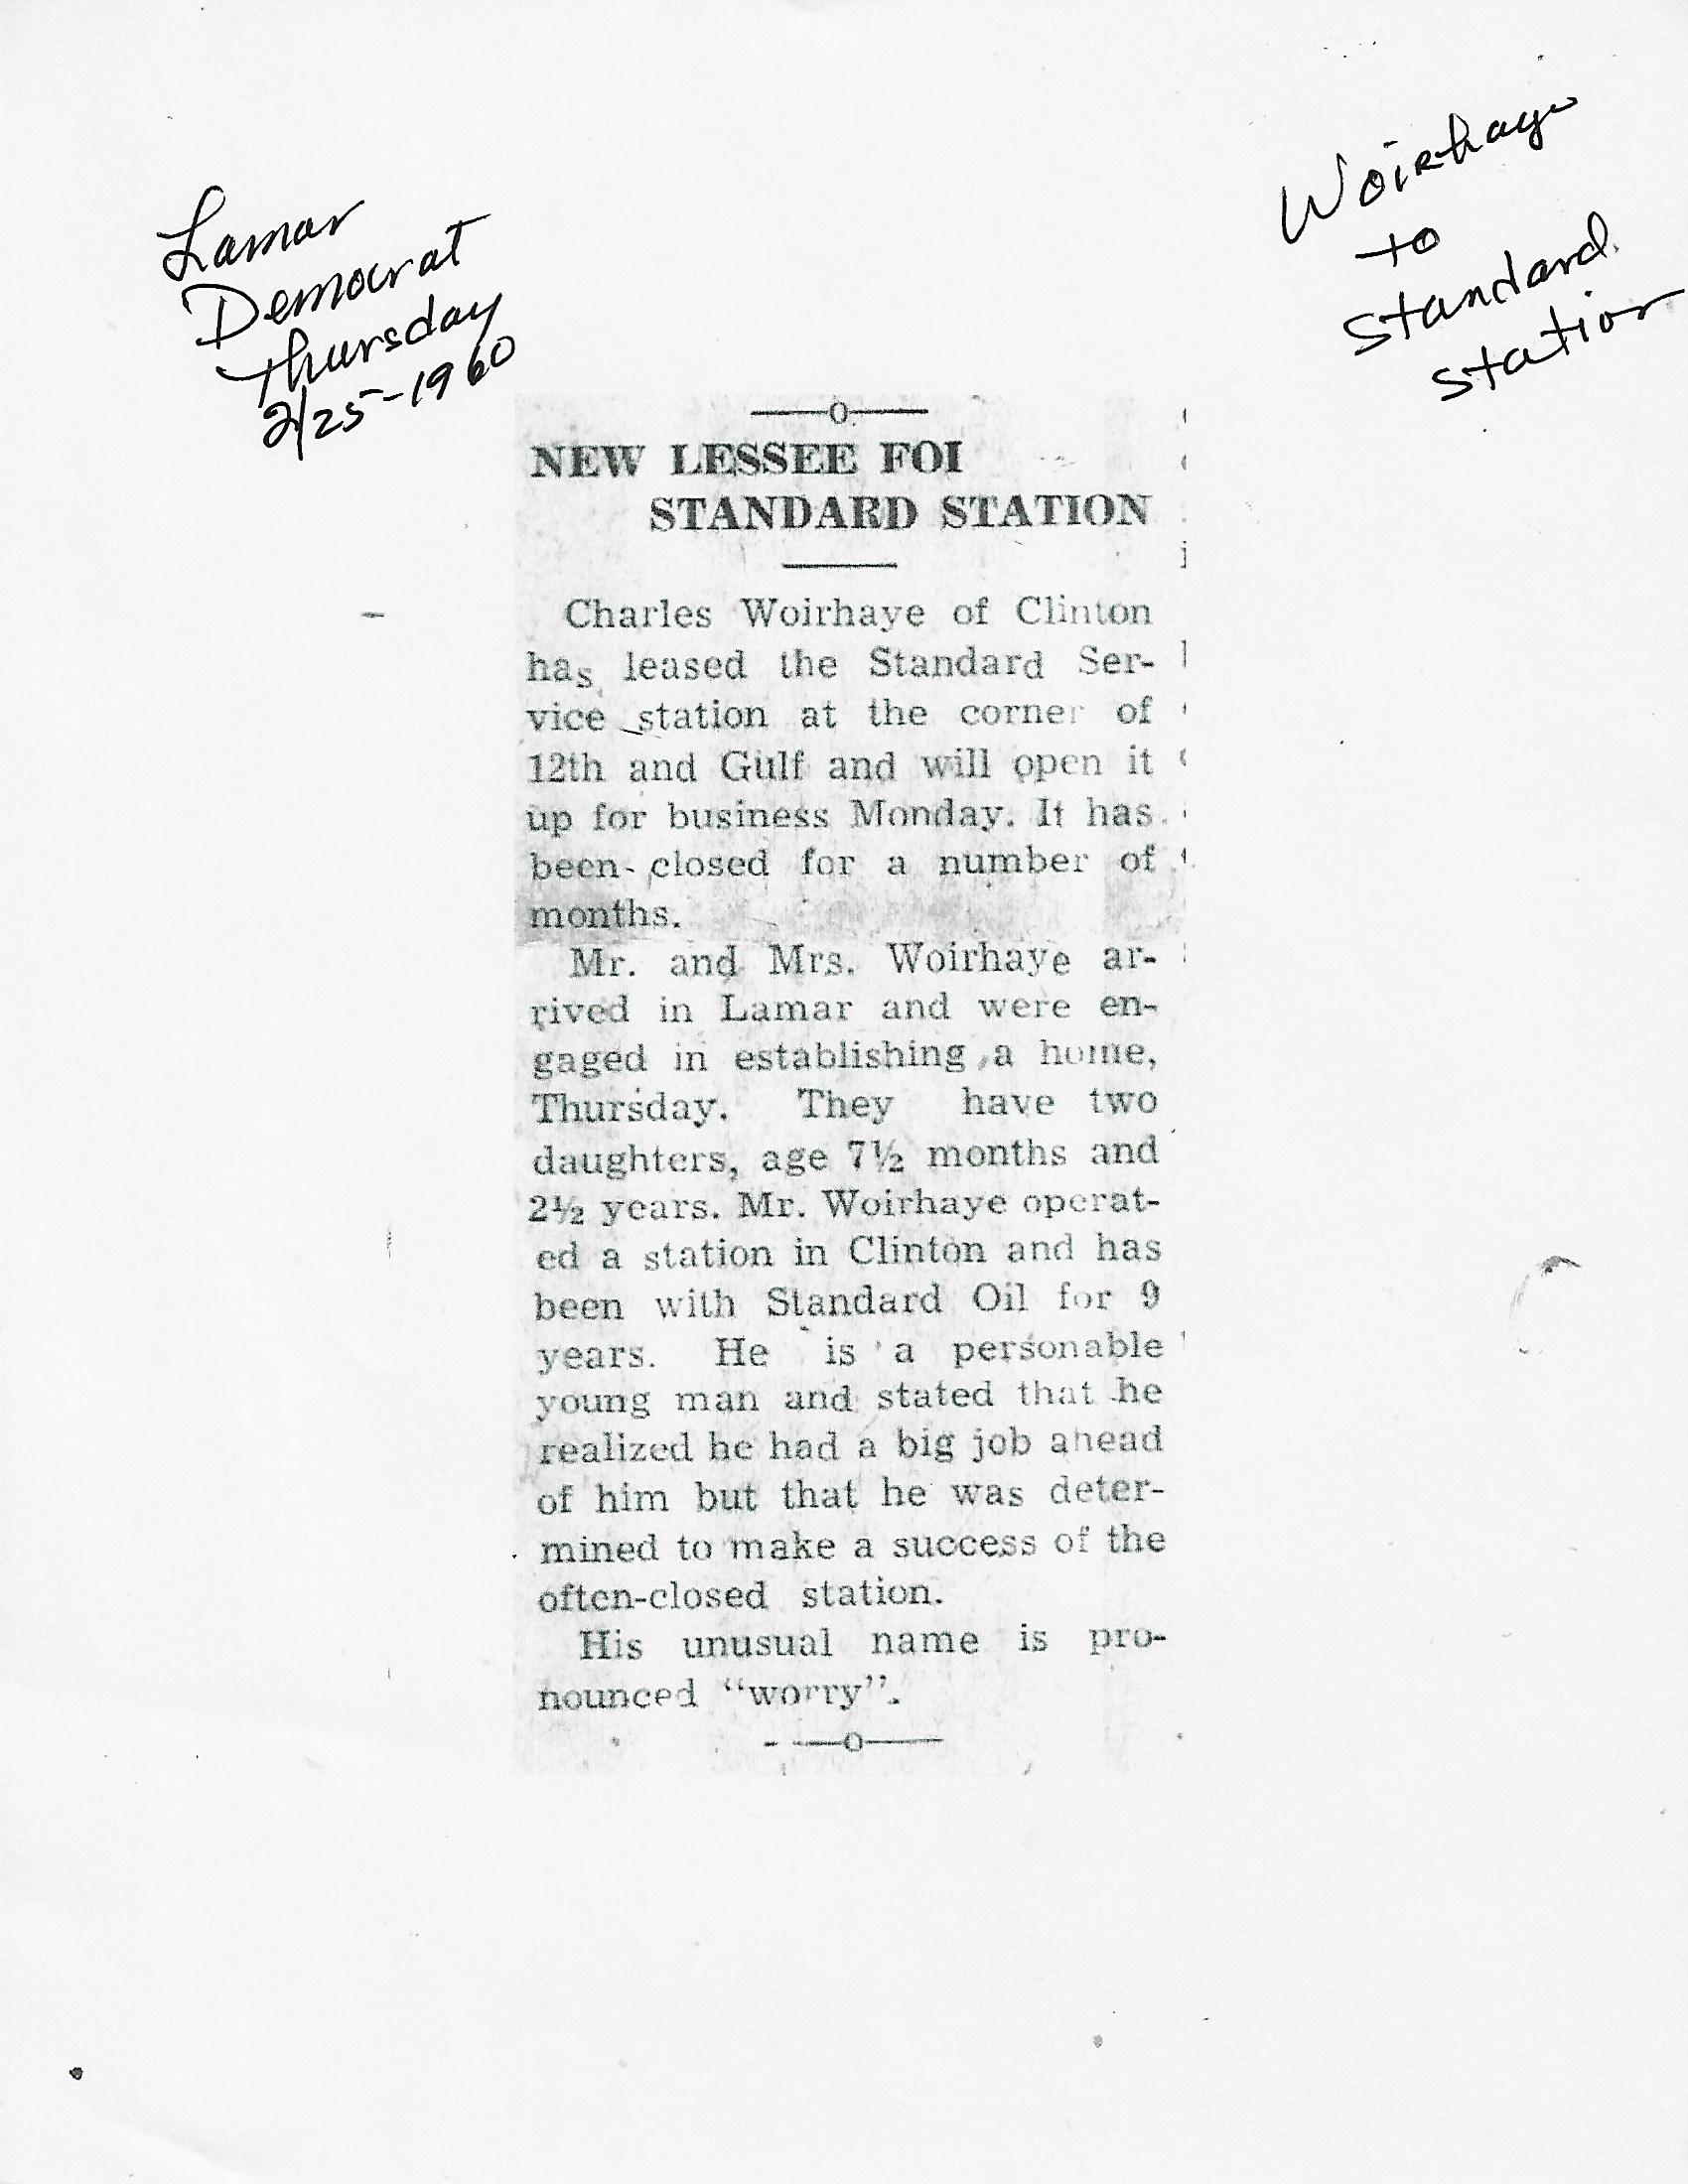 Lamar
Democrat
Thursday
2/25-1960
Woirhaye
to
Standard
Station
NEW LESSEE FOI
STANDARD STATION
Charles Woirhaye of Clinton
has leased the Standard Ser-
vice station at the corner of
12th and Gulf and will open it
up for business Monday. It has
been closed for a number of
months.
Mr. and Mrs. Woirhaye ar-
rived in Lamar and were en-
gaged in establishing a home,
Thursday. They have two
daughters, age 7½ months and
2½ years. Mr. Woirhaye operat-
ed a station in Clinton and has
been with Standard Oil for 9
years. He is a personable
young man and stated that he
realized he had a big job ahead
of him but that he was deter-
mined to make a success of the
often-closed station.
His unusual name is pro-
nounced "worry".